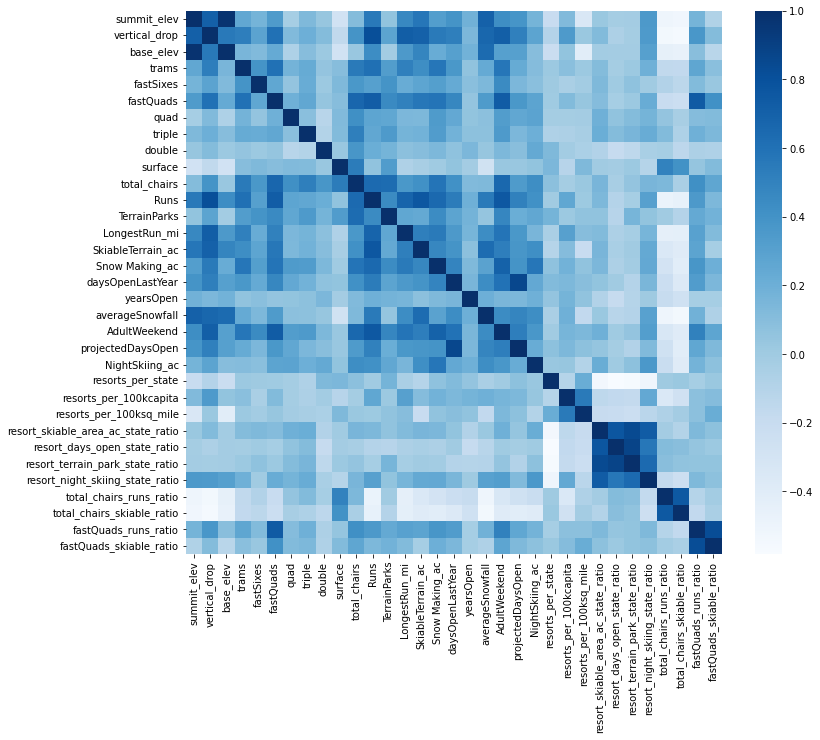 summit_elev
vertical_drop
base_elev
trams
fastSixes
fastQuads
quad
triple
double
surface
total_chairs
Runs
TerrainParks
LongestRun_mi
SkiableTerrain_ac
Snow Making_ac
daysOpenLastYear
yearsOpen
averageSnowfall
AdultWeekend
projectedDaysOpen
NightSkiing_ac
resorts_per_state
resorts_per_100kcapita
resorts_per_100ksq_mile
resort_skiable_area_ac_state_ratio
resort_days_open_state_ratio
resort_terrain_park_state_ratio
resort_night_skiing_state_ratio
total_chairs_runs_ratio
total_chairs_skiable_ratio
fastQuads_runs_ratio
fastQuads_skiable_ratio
summit_elev
vertical_drop
base_elev
trams
fastSixes
fastQuads
quad
triple
double
surface
total_chairs
Runs
TerrainParks
LongestRun_mi
SkiableTerrain_ac
Snow Making_ac
daysOpenLastYear
yearsOpen
averageSnowfall
AdultWeekend
projectedDaysOpen
NightSkiing_ac
resorts_per_state
resorts_per_100kcapita
resorts_per_100ksq_mile
resort_skiable_area_ac_state_ratio
resort_days_open_state_ratio
resort_terrain_park_state_ratio
resort_night_skiing_state_ratio
total_chairs_runs_ratio
total_chairs_skiable_ratio
fastQuads_runs_ratio
fastQuads_skiable_ratio
1.0
0.8
0.6
0.4
0.2
0.0
−0.2
−0.4